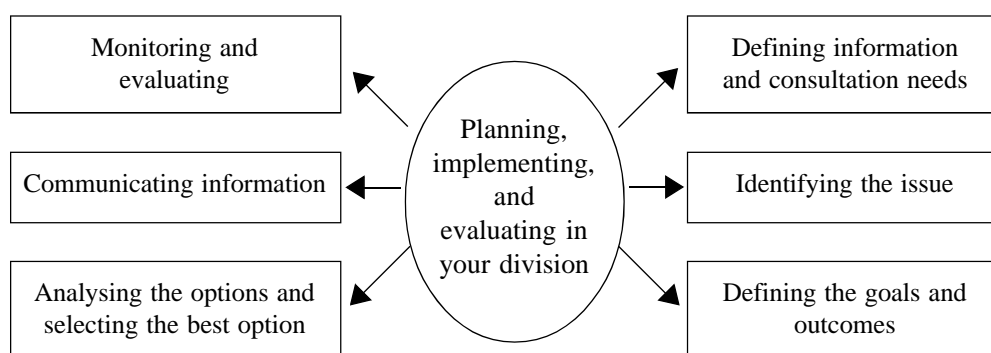 Monitoring and
evaluating
Defining information
and consultation needs
Planning,
implementing,
and
evaluating in
your division
Communicating information
Identifying the issue
Analysing the options and
selecting the best option
Defining the goals and
outcomes